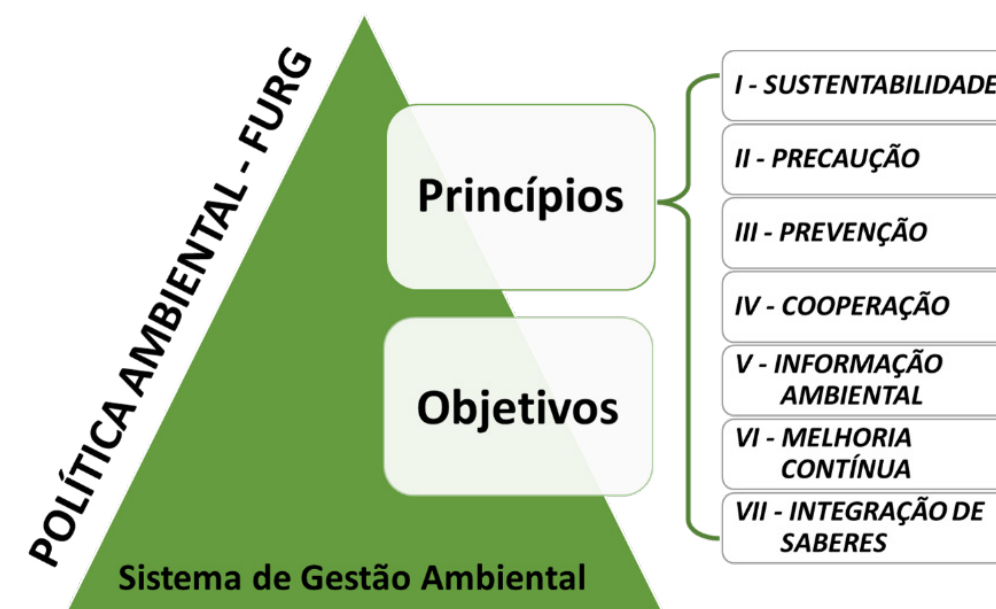 POLÍTICA AMBIENTAL - FURG
Princípios
Objetivos
Sistema de Gestão Ambiental
I - SUSTENTABILIDADE
II - PRECAUÇÃO
III - PREVENÇÃO
IV - COOPERAÇÃO
V - INFORMAÇÃO
AMBIENTAL
VI - MELHORIA
CONTÍNUA
VII - INTEGRAÇÃO DE
SABERES